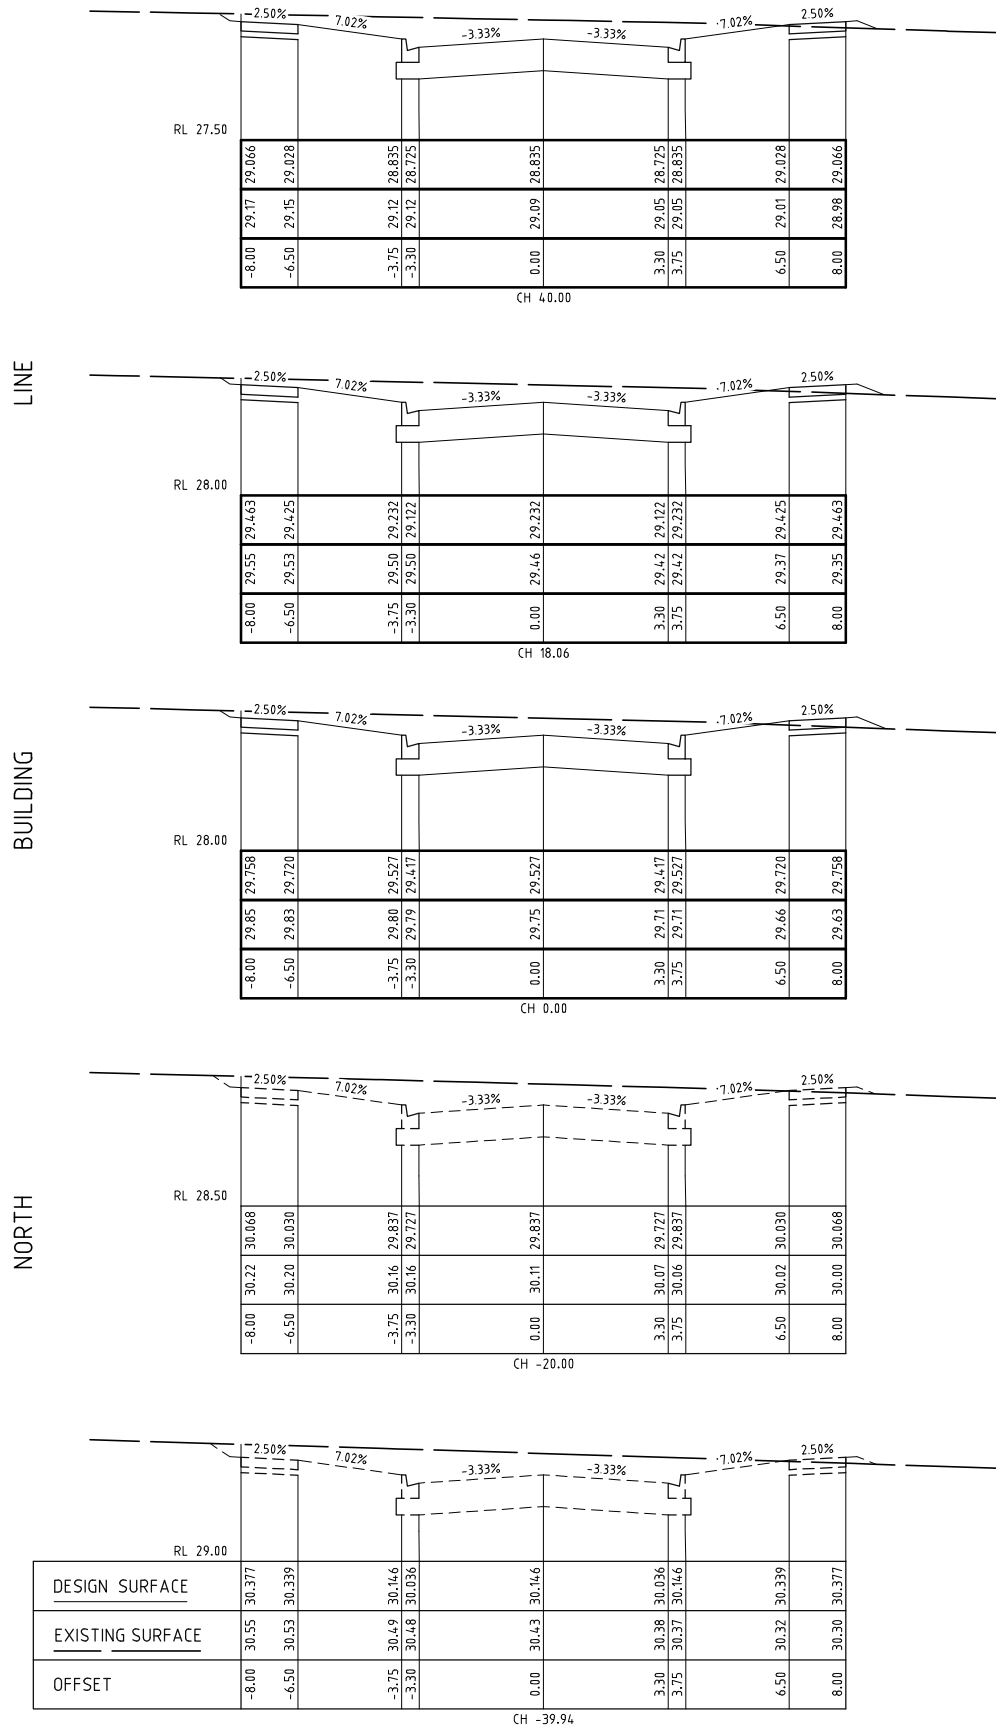 -2.50% 7.02% -3.33% -3.33% -7.02% 2.50%
RL 27.50
29.066 29.028 28.835 28.725 28.835 28.725 28.835 29.028 29.066
29.17 29.15 29.12 29.12 29.09 29.05 29.05 29.01 28.98
-8.00 -6.50 -3.75 -3.30 0.00 3.30 3.75 6.50 8.00
CH 40.00
LINE
-2.50% 7.02% -3.33% -3.33% -7.02% 2.50%
RL 28.00
29.463 29.425 29.232 29.122 29.232 29.122 29.232 29.425 29.463
29.55 29.53 29.50 29.50 29.46 29.42 29.42 29.37 29.35
-8.00 -6.50 -3.75 -3.30 0.00 3.30 3.75 6.50 8.00
CH 18.06
BUILDING
-2.50% 7.02% -3.33% -3.33% -7.02% 2.50%
RL 28.00
29.758 29.720 29.527 29.417 29.527 29.417 29.527 29.720 29.758
29.85 29.83 29.80 29.79 29.75 29.71 29.71 29.66 29.63
-8.00 -6.50 -3.75 -3.30 0.00 3.30 3.75 6.50 8.00
CH 0.00
NORTH
-2.50% 7.02% -3.33% -3.33% -7.02% 2.50%
RL 28.50
30.068 30.030 29.837 29.727 29.837 29.727 29.837 30.030 30.068
30.22 30.20 30.16 30.16 30.11 30.07 30.06 30.02 30.00
-8.00 -6.50 -3.75 -3.30 0.00 3.30 3.75 6.50 8.00
CH -20.00
-2.50% 7.02% -3.33% -3.33% -7.02% 2.50%
RL 29.00
DESIGN SURFACE 30.377 30.339 30.146 30.036 30.146 30.036 30.146 30.339 30.377
EXISTING SURFACE 30.55 30.53 30.49 30.48 30.43 30.38 30.37 30.32 30.30
OFFSET -8.00 -6.50 -3.75 -3.30 0.00 3.30 3.75 6.50 8.00
CH -39.94